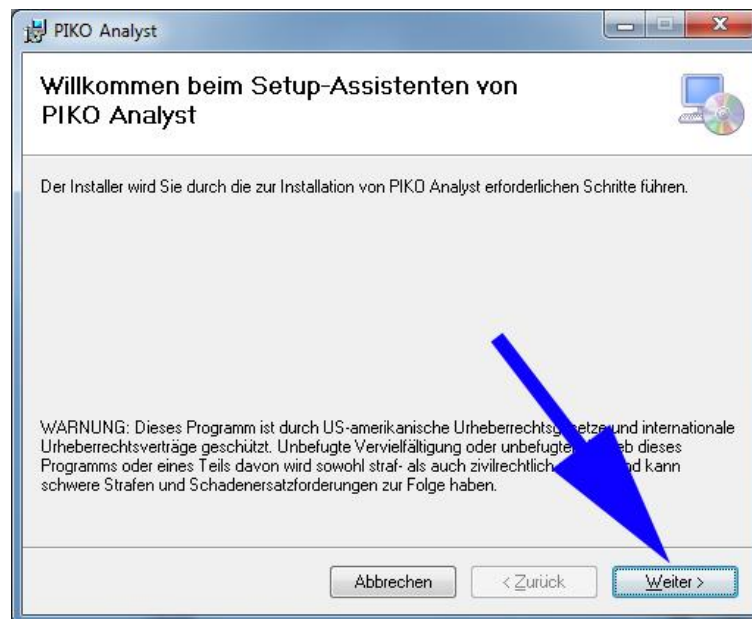 PIKO Analyst
Willkommen beim Setup-Assistenten von
PIKO Analyst
Der Installer wird Sie durch die zur Installation von PIKO Analyst erforderlichen Schritte führen.
WARNUNG: Dieses Programm ist durch US-amerikanische Urheberrechtsgesetze und internationale
Urheberrechtsverträge geschützt. Unbefugte Vervielfältigung oder unbefugter dieses
Programms oder eines Teils davon wird sowohl straf- als auch zivilrechtlich kann
schwere Strafen und Schadenersatzforderungen zur Folge haben.
Abbrechen < Zurück Weiter >